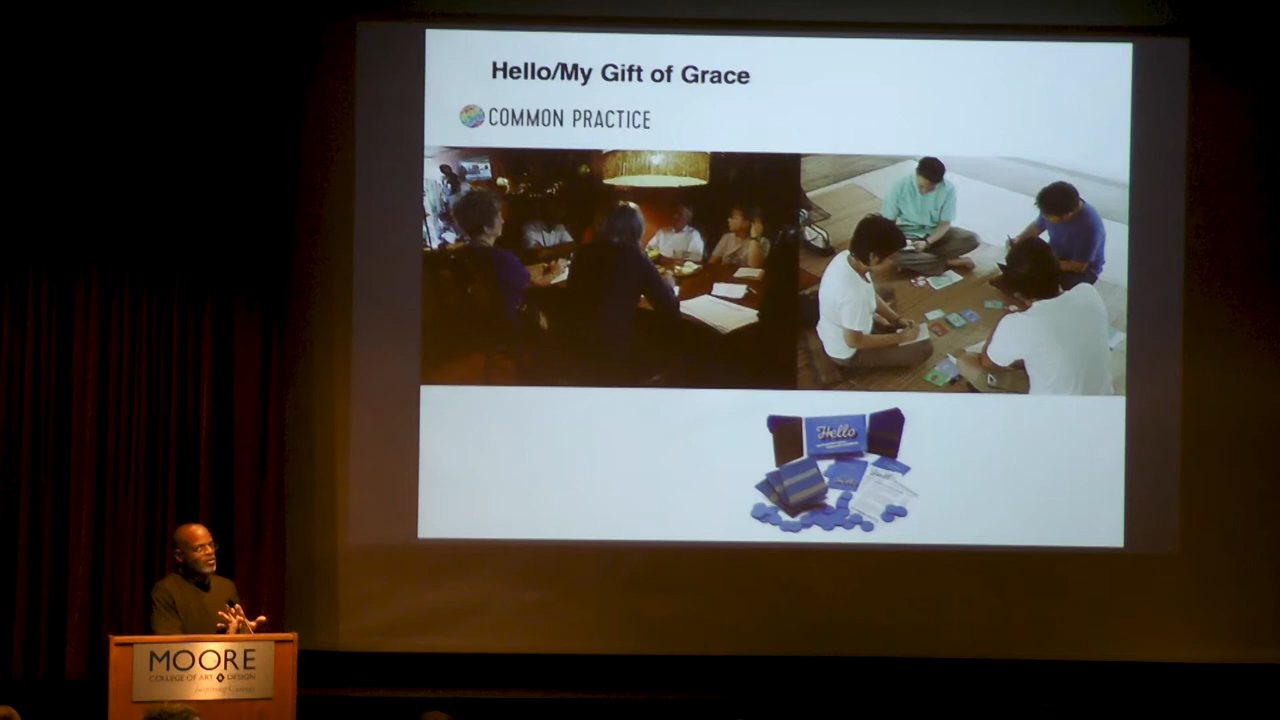 Hello/My Gift of Grace
COMMON PRACTICE
Hello
MOORE
COLLEGE OF ART & DESIGN